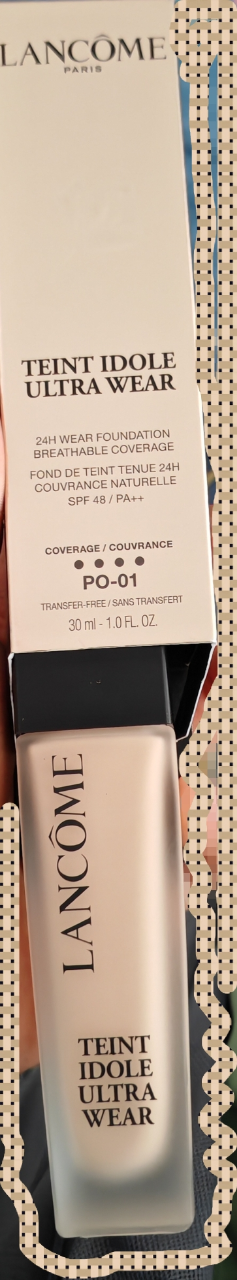 LANCÔME
PARIS
TEINT IDOLE
ULTRA WEAR
24H WEAR FOUNDATION
BREATHABLE COVERAGE
FOND DE TEINT TENUE 24H
COUVRANCE NATURELLE
SPF 48 / PA++
COVERAGE / COUVRANCE
PO-01
TRANSFER-FREE / SANS TRANSFERT
30 ml - 1.0 FL. OZ.
LANCÔME
TEINT
IDOLE
ULTRA
WEAR